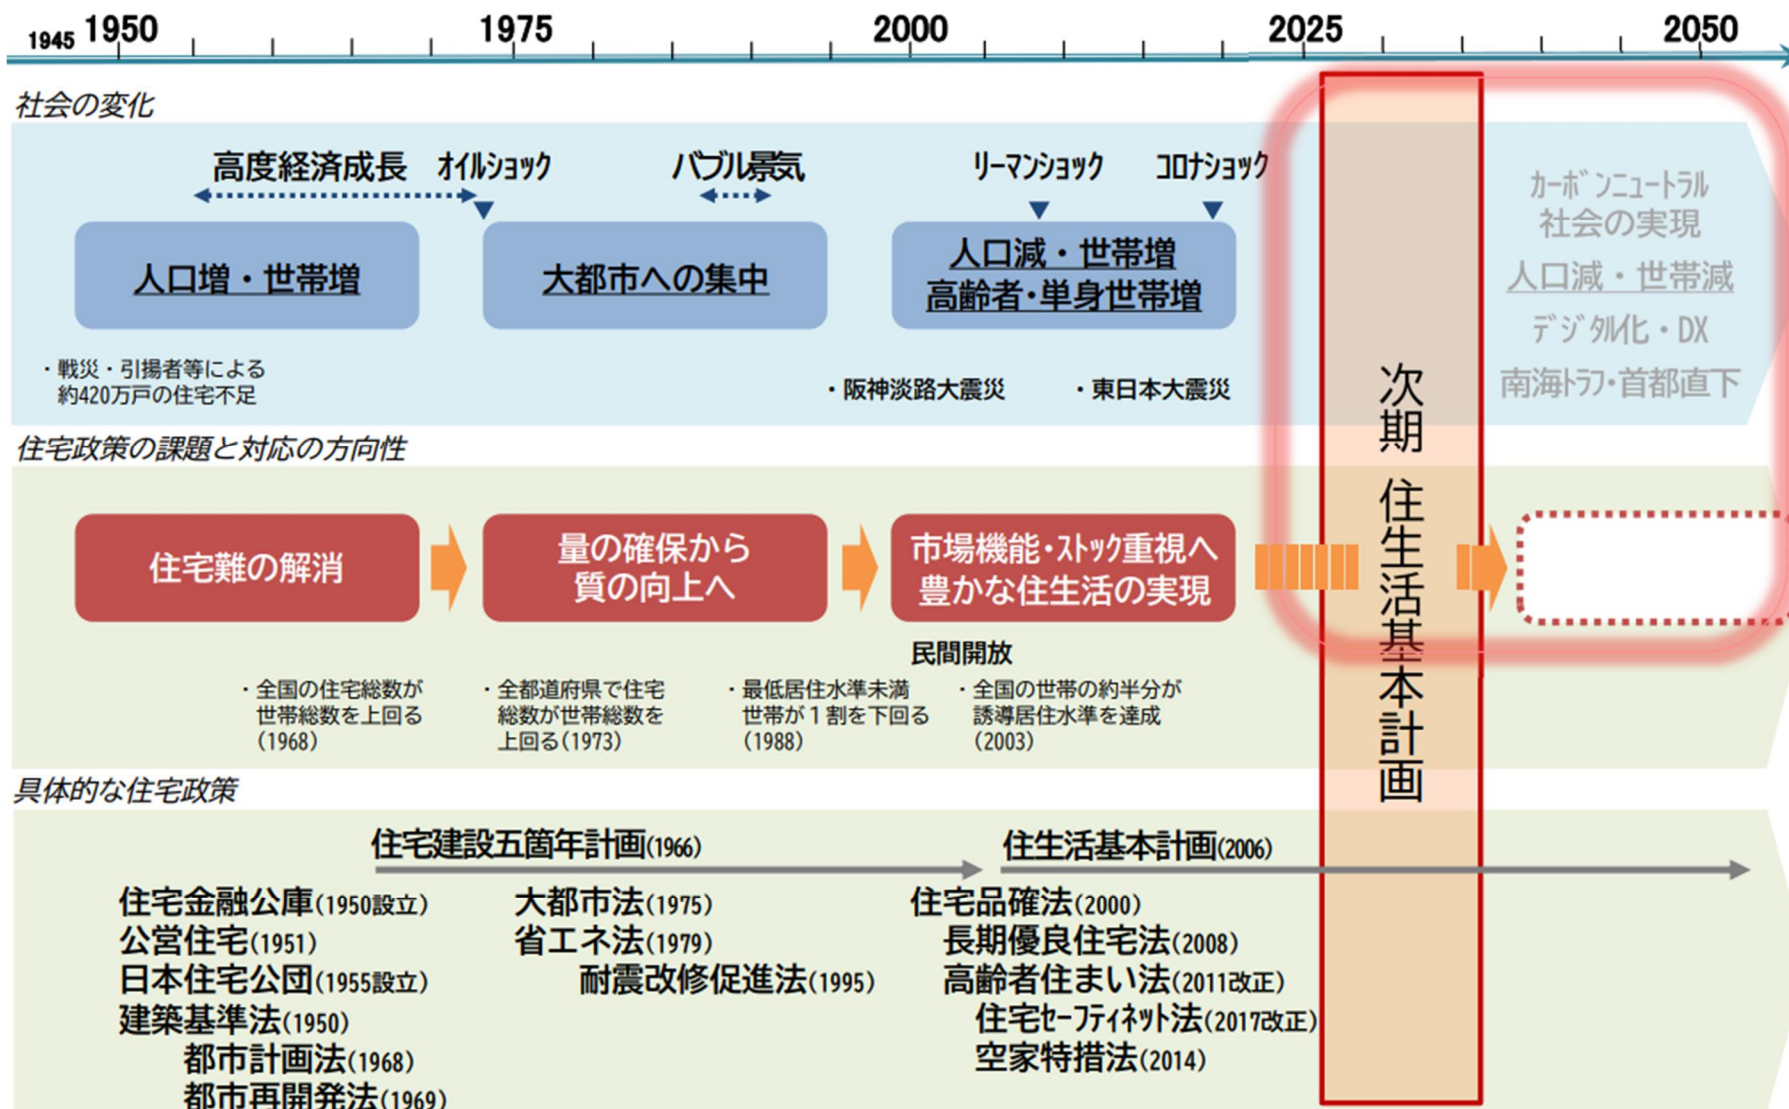 1945 1950 1975 2000 2025 2050
社会の変化
高度経済成長 オイルショック バブル景気 リーマンショック コロナショック
人口増・世帯増
大都市への集中
人口減・世帯増
高齢者・単身世帯増
カーボンニュートラル
社会の実現
人口減・世帯減
デジタル化・DX
南海トラフ・首都直下
・戦災・引揚者等による
約420万戸の住宅不足
・阪神淡路大震災
・東日本大震災
次期 住生活基本計画
住宅政策の課題と対応の方向性
住宅難の解消
量の確保から
質の向上へ
市場機能・ストック重視へ
豊かな住生活の実現
民間開放
・全国の住宅総数が
世帯総数を上回る
(1968)
・全都道府県で住宅
総数が世帯総数を
上回る(1973)
・最低居住水準未満
世帯が1割を下回る
(1988)
・全国の世帯の約半分が
誘導居住水準を達成
(2003)
具体的な住宅政策
住宅建設五箇年計画(1966)
住生活基本計画(2006)
住宅金融公庫(1950設立)
公営住宅(1951)
日本住宅公団(1955設立)
建築基準法(1950)
都市計画法(1968)
都市再開発法(1969)
大都市法(1975)
省エネ法(1979)
耐震改修促進法(1995)
住宅品確法(2000)
長期優良住宅法(2008)
高齢者住まい法(2011改正)
住宅セーフティネット法(2017改正)
空家特措法(2014)